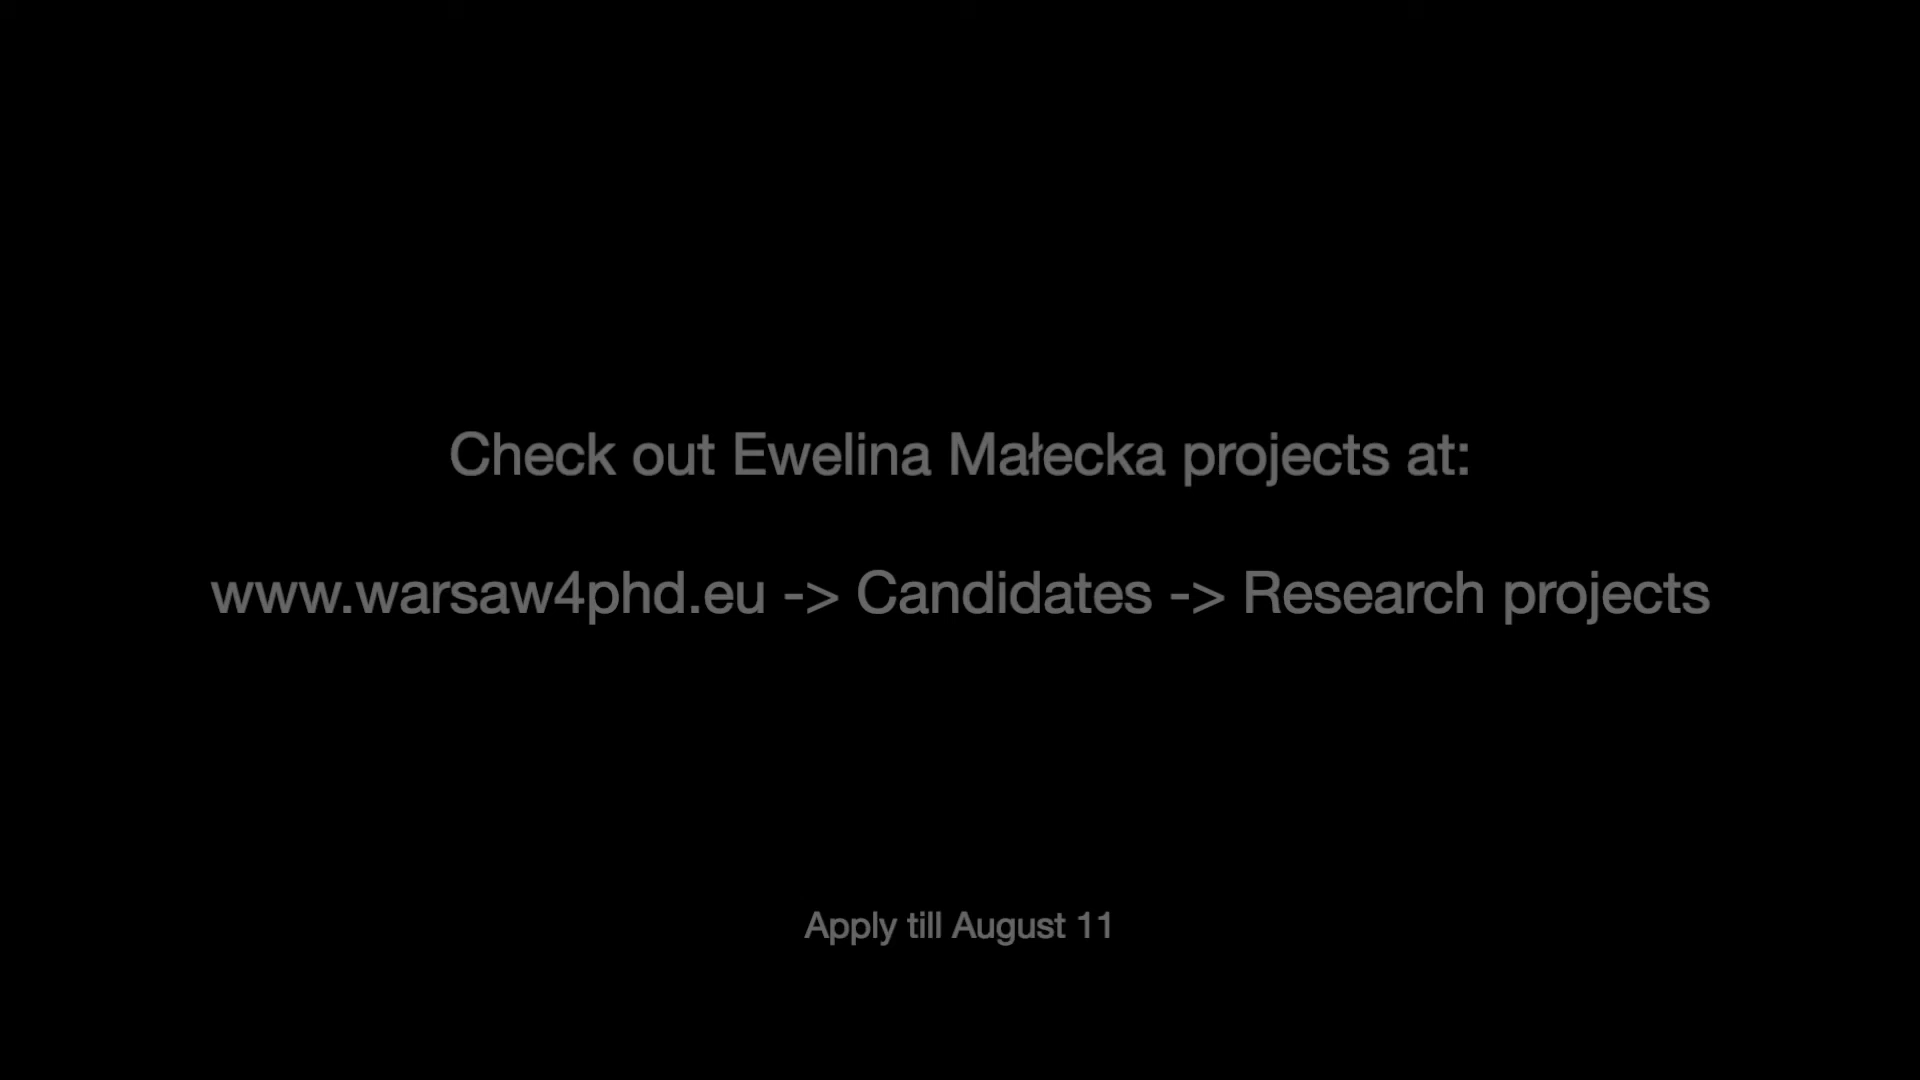 Check out Ewelina Małecka projects at:
www.warsaw4phd.eu -> Candidates -> Research projects
Apply till August 11